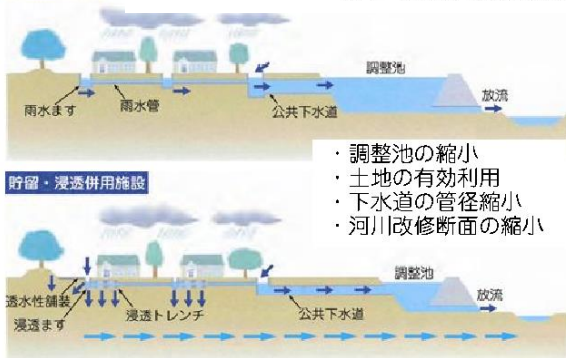 調整池
放流
雨水ます
雨水管
公共下水道
・調整池の縮小
・土地の有効利用
・下水道の管径縮小
・河川改修断面の縮小
貯留・浸透併用施設
調整池
放流
透水性舗装
浸透ます
浸透トレンチ
公共下水道